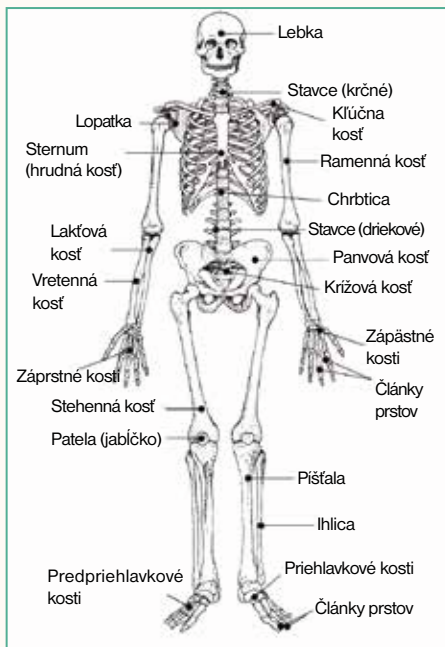 Lebka
Stavce (krčné)
Kľúčna
kosť
Lopatka
Sternum
(hrudná kosť)
Ramenná kosť
Chrbtica
Stavce (driekové)
Lakťová
kosť
Panvová kosť
Vretenná
kosť
Krížová kosť
Zápästné
kosti
Záprstné kosti
Články
prstov
Stehenná kosť
Patela (jabĺčko)
Píšťala
Ihlica
Predpriehlavkové
kosti
Priehlavkové kosti
Články prstov